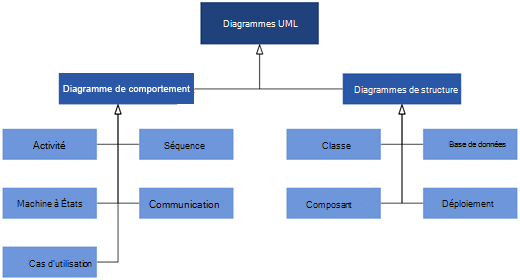 Diagrammes UML
Diagramme de comportement
Diagrammes de structure
Activité
Séquence
Classe
Base de données
Machine à États
Communication
Composant
Déploiement
Cas d'utilisation